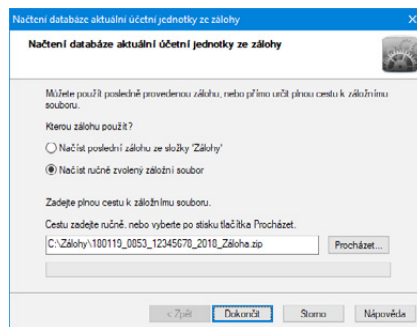 Načtení databáze aktuální účetní jednotky ze zálohy
Načtení databáze aktuální účetní jednotky ze zálohy
Můžete použít posledně provedenou zálohu, nebo přímo určit plnou cestu k záložnímu
souboru.
Kterou zálohu použít?
Načíst poslední zálohu ze složky 'Zálohy'
Načíst ručně zvolený záložní soubor
Zadejte plnou cestu k záložnímu souboru.
Cestu zadejte ručně, nebo vyberte po stisku tlačítka Procházet.
C:\Zálohy\180119_0853_12345678_2018_Záloha.zip
Procházet...
< Zpět
Dokončit
Storno
Nápověda